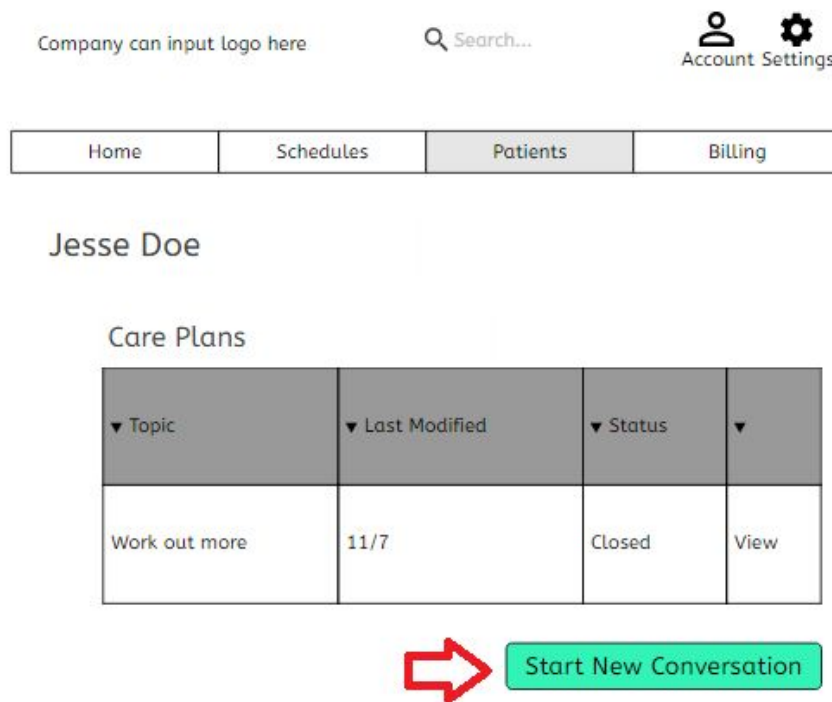 Company can input logo here
Search...
Account Settings
Home Schedules Patients Billing
Jesse Doe
Care Plans
▼ Topic ▼ Last Modified ▼ Status ▼
Work out more 11/7 Closed View
Start New Conversation